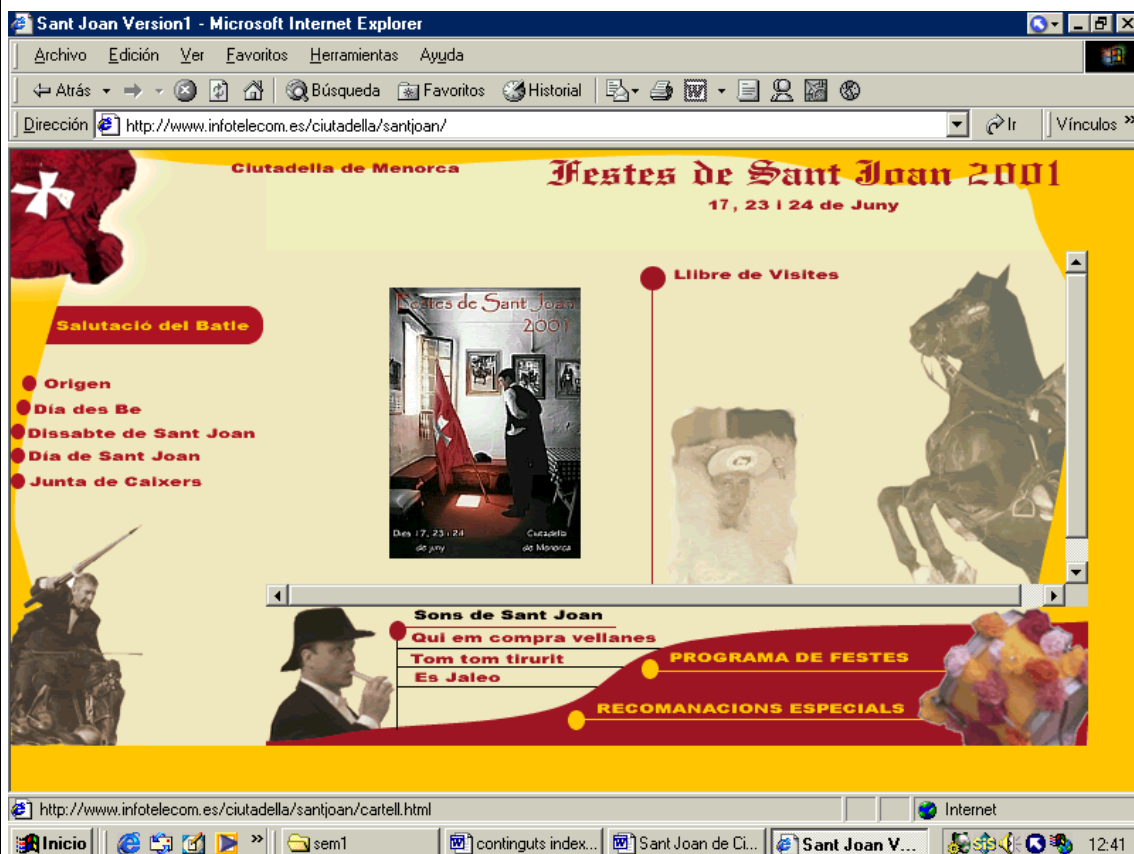 Sant Joan Version1 - Microsoft Internet Explorer
Archivo Edición Ver Favoritos Herramientas Ayuda
Atrás Búsqueda Favoritos Historial
Dirección http://www.infotelecom.es/ciutadella/santjoan/ Ir Vínculos »
Ciutadella de Menorca
Festes de Sant Joan 2001
17, 23 i 24 de Juny
Salutació del Batle
Origen
Día des Be
Dissabte de Sant Joan
Día de Sant Joan
Junta de Caixers
Festes de Sant Joan
2001
Dies 17, 23 i 24
de juny
Ciutadella
de Menorca
Llibre de Visites
Sons de Sant Joan
Qui em compra vellanes
Tom tom tirurit
Es Jaleo
PROGRAMA DE FESTES
RECOMANACIONS ESPECIALS
http://www.infotelecom.es/ciutadella/santjoan/cartell.html Internet
Inicio » sem1 continguts index... Sant Joan de Ci... Sant Joan V... sis 12:41